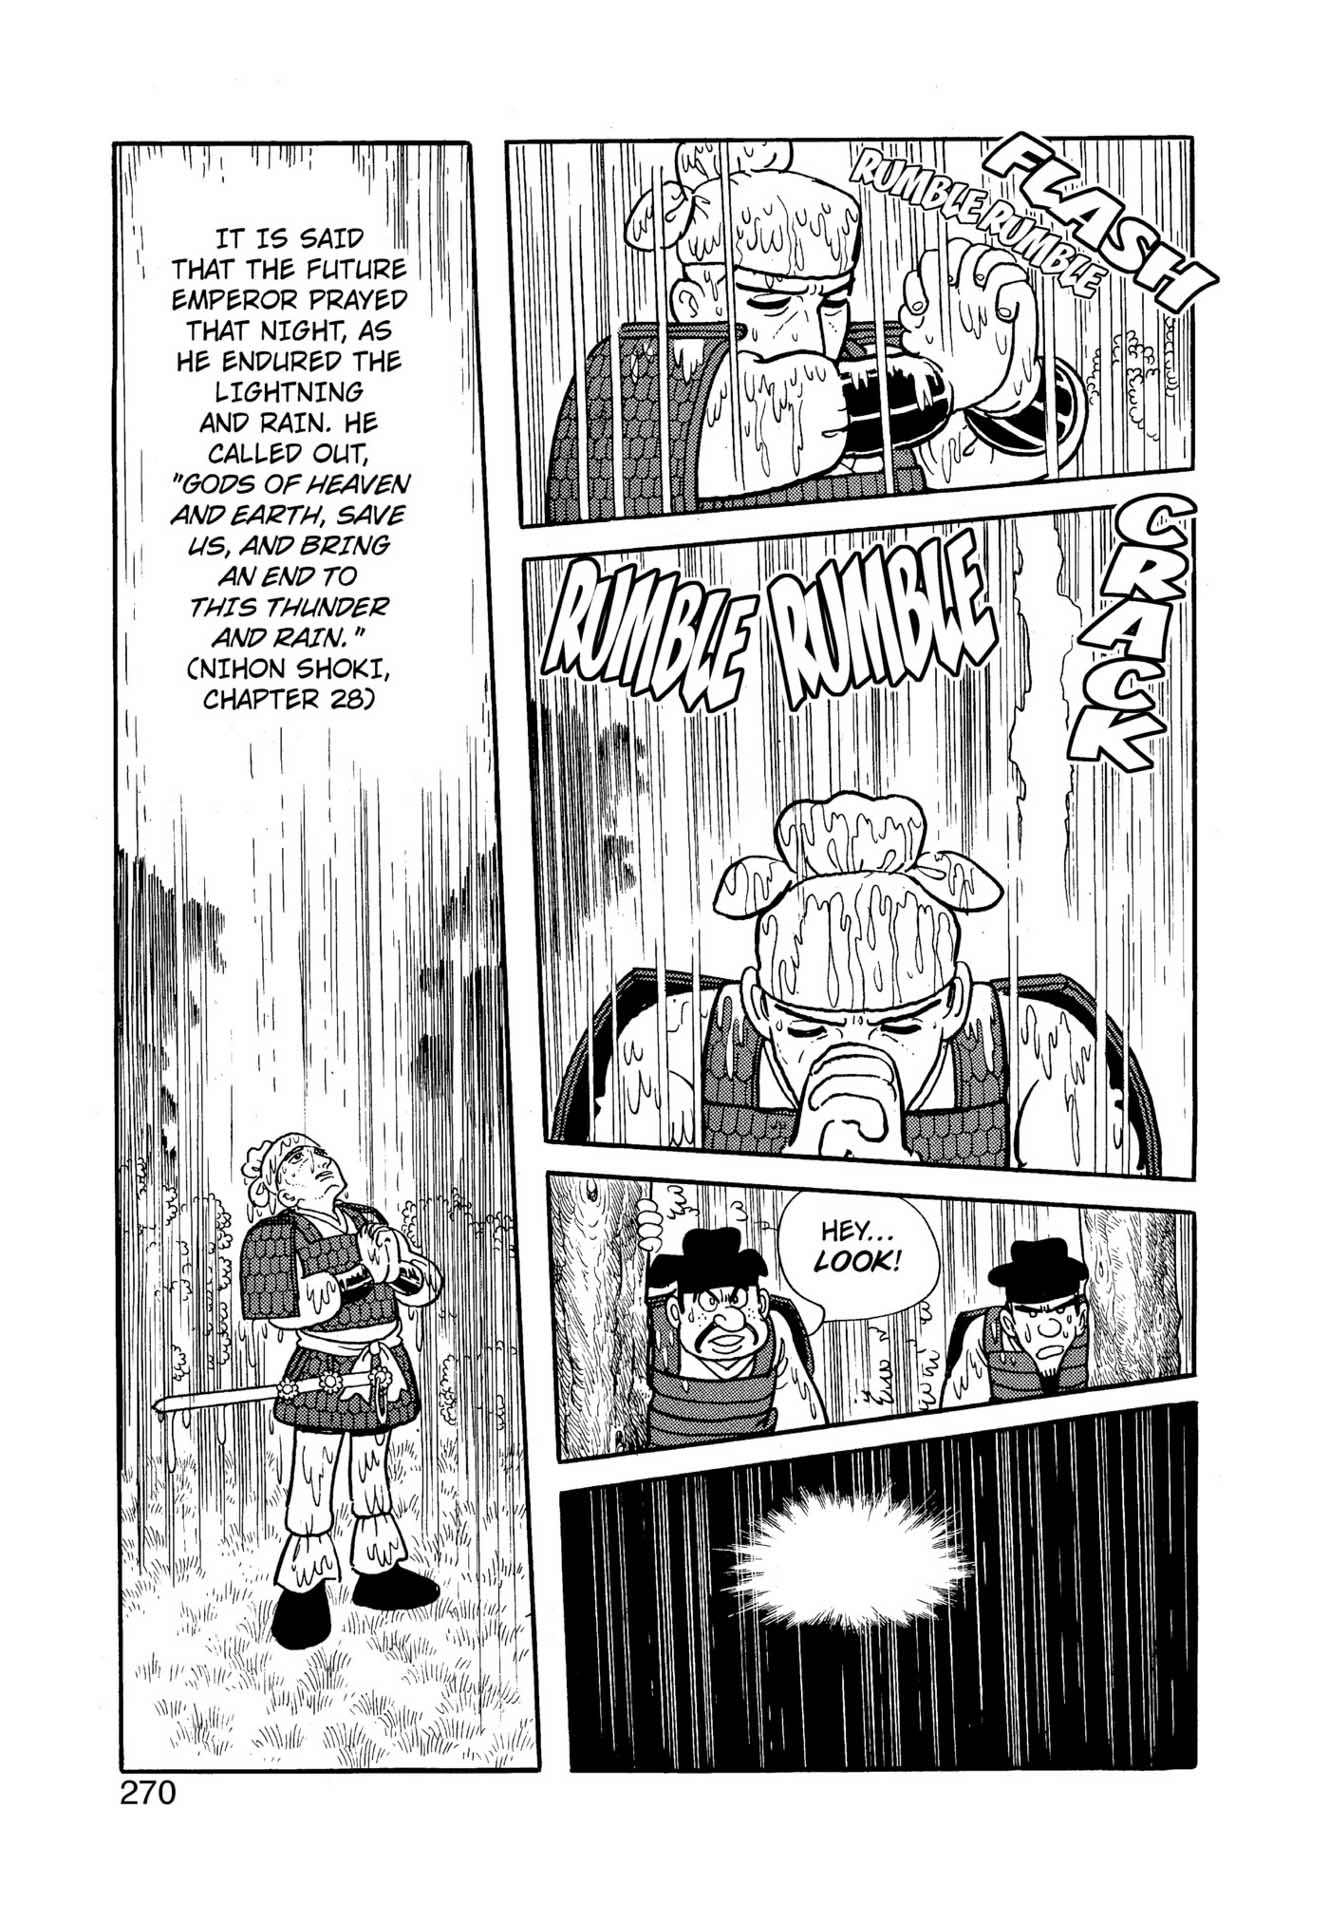 FLASH
RUMBLE RUMBLE
CRACK
RUMBLE RUMBLE
HEY...
LOOK!
IT IS SAID
THAT THE FUTURE
EMPEROR PRAYED
THAT NIGHT, AS
HE ENDURED THE
LIGHTNING
AND RAIN. HE
CALLED OUT,
"GODS OF HEAVEN
AND EARTH, SAVE
US, AND BRING
AN END TO
THIS THUNDER
AND RAIN."
(NIHON SHOKI,
CHAPTER 28)
270